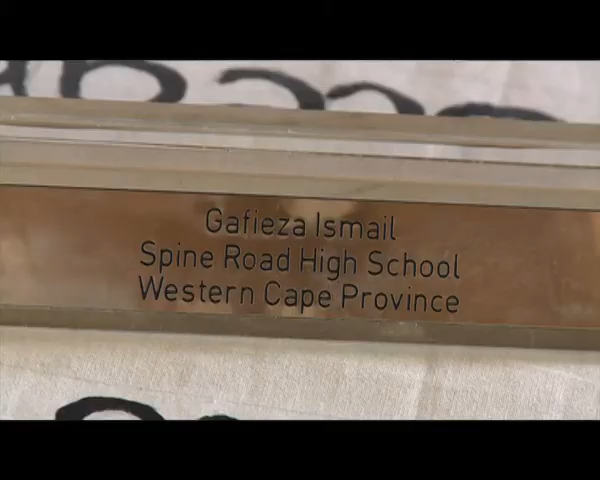 Gafieza Ismail
Spine Road High School
Western Cape Province